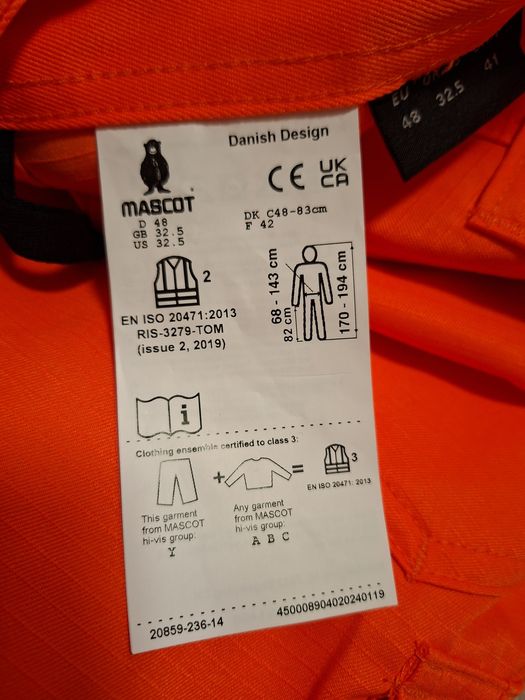 Danish Design
MASCOT
CE UK
CA
D 48
GB 32.5
US 32.5
DK C48-83cm
F 42
2
EN ISO 20471:2013
RIS-3279-TOM
(issue 2, 2019)
68 - 143 cm
82 cm
170 - 194 cm
i
Clothing ensemble certified to class 3:
+ = 3
EN ISO 20471: 2013
This garment
from MASCOT
hi-vis group:
Y
Any garment
from MASCOT
hi-vis group:
A B C
20859-236-14
450008904020240119
EU
48 32.5 41